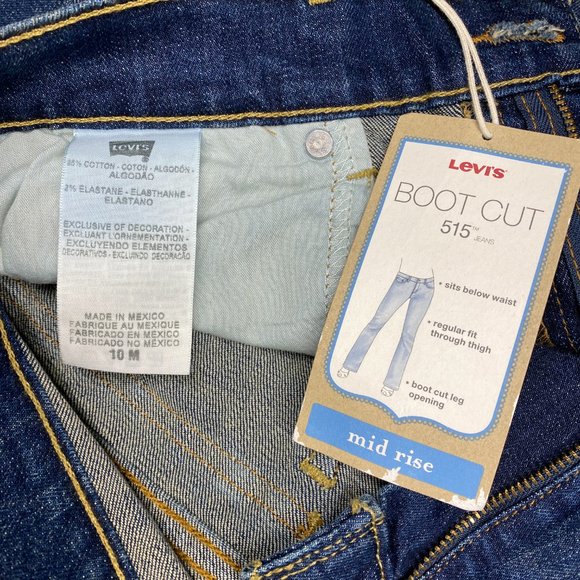 LEVI'S
COTTON - COTON - ALGODÓN -
ALGODÃO
2% ELASTANE - ELASTHANNE -
ELASTANO
EXCLUSIVE OF DECORATION -
EXCLUANT L'ORNEMENTATION -
EXCLUYENDO ELEMENTOS
DECORATIVOS - EXCLUINDO DECORAÇÃO
MADE IN MEXICO
FABRIQUE AU MEXIQUE
FABRICADO EN MÉXICO
FABRICADO NO MÉXICO
10 M
LEVI'S
BOOT CUT
515™ JEANS
• sits below waist
• regular fit
through thigh
• boot cut leg
opening
mid rise